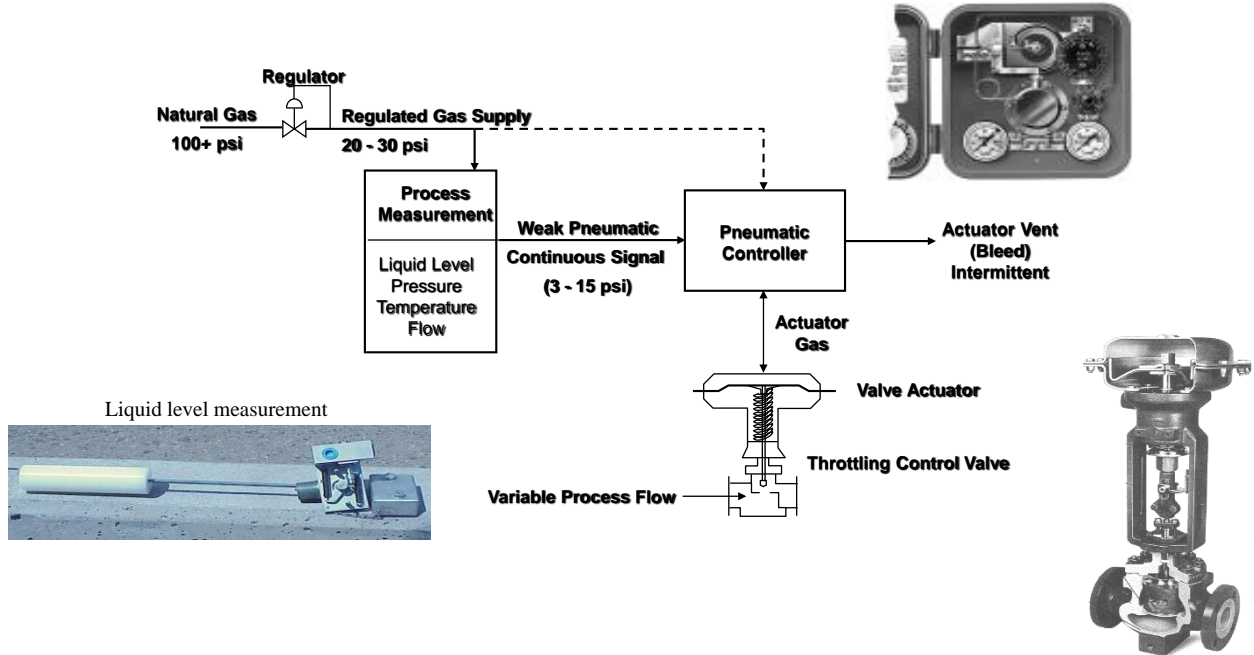 Regulator
Natural Gas
100+ psi
Regulated Gas Supply
20 - 30 psi
Process
Measurement
Liquid Level
Pressure
Temperature
Flow
Weak Pneumatic
Continuous Signal
(3 - 15 psi)
Pneumatic
Controller
Actuator Vent
(Bleed)
Intermittent
Actuator
Gas
Valve Actuator
Throttling Control Valve
Variable Process Flow
Liquid level measurement